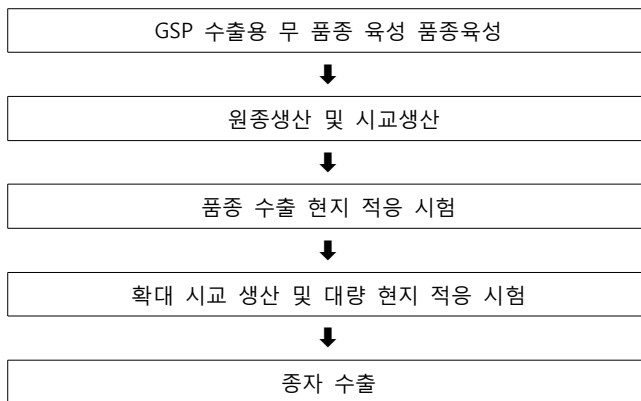 GSP 수출용 무 품종 육성 품종육성
원종생산 및 시교생산
품종 수출 현지 적응 시험
확대 시교 생산 및 대량 현지 적응 시험
종자 수출